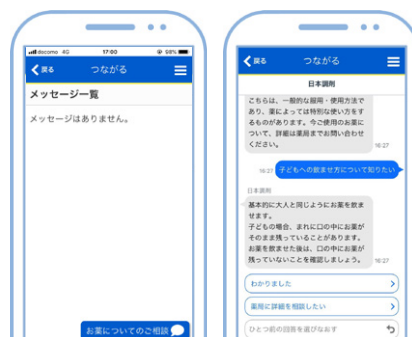 docomo 4G 17:00 98%
戻る つながる
メッセージ一覧
メッセージはありません。
お薬についてのご相談
戻る つながる
日本調剤
こちらは、一般的な服用・使用方法で
あり、薬によっては特別な使い方をす
るものがあります。今ご使用のお薬に
ついて、詳細は薬局までお問い合わせ
ください。
16:27
16:27 子どもへの飲ませ方について知りたい
日本調剤
基本的に大人と同じようにお薬を飲ま
せます。
子どもの場合、まれに口の中にお薬が
そのまま残っていることがあります。
お薬を飲ませた後は、口の中にお薬が
残っていないことを確認しましょう。
16:27
わかりました
薬局に詳細を相談したい
ひとつ前の回答を選びなおす